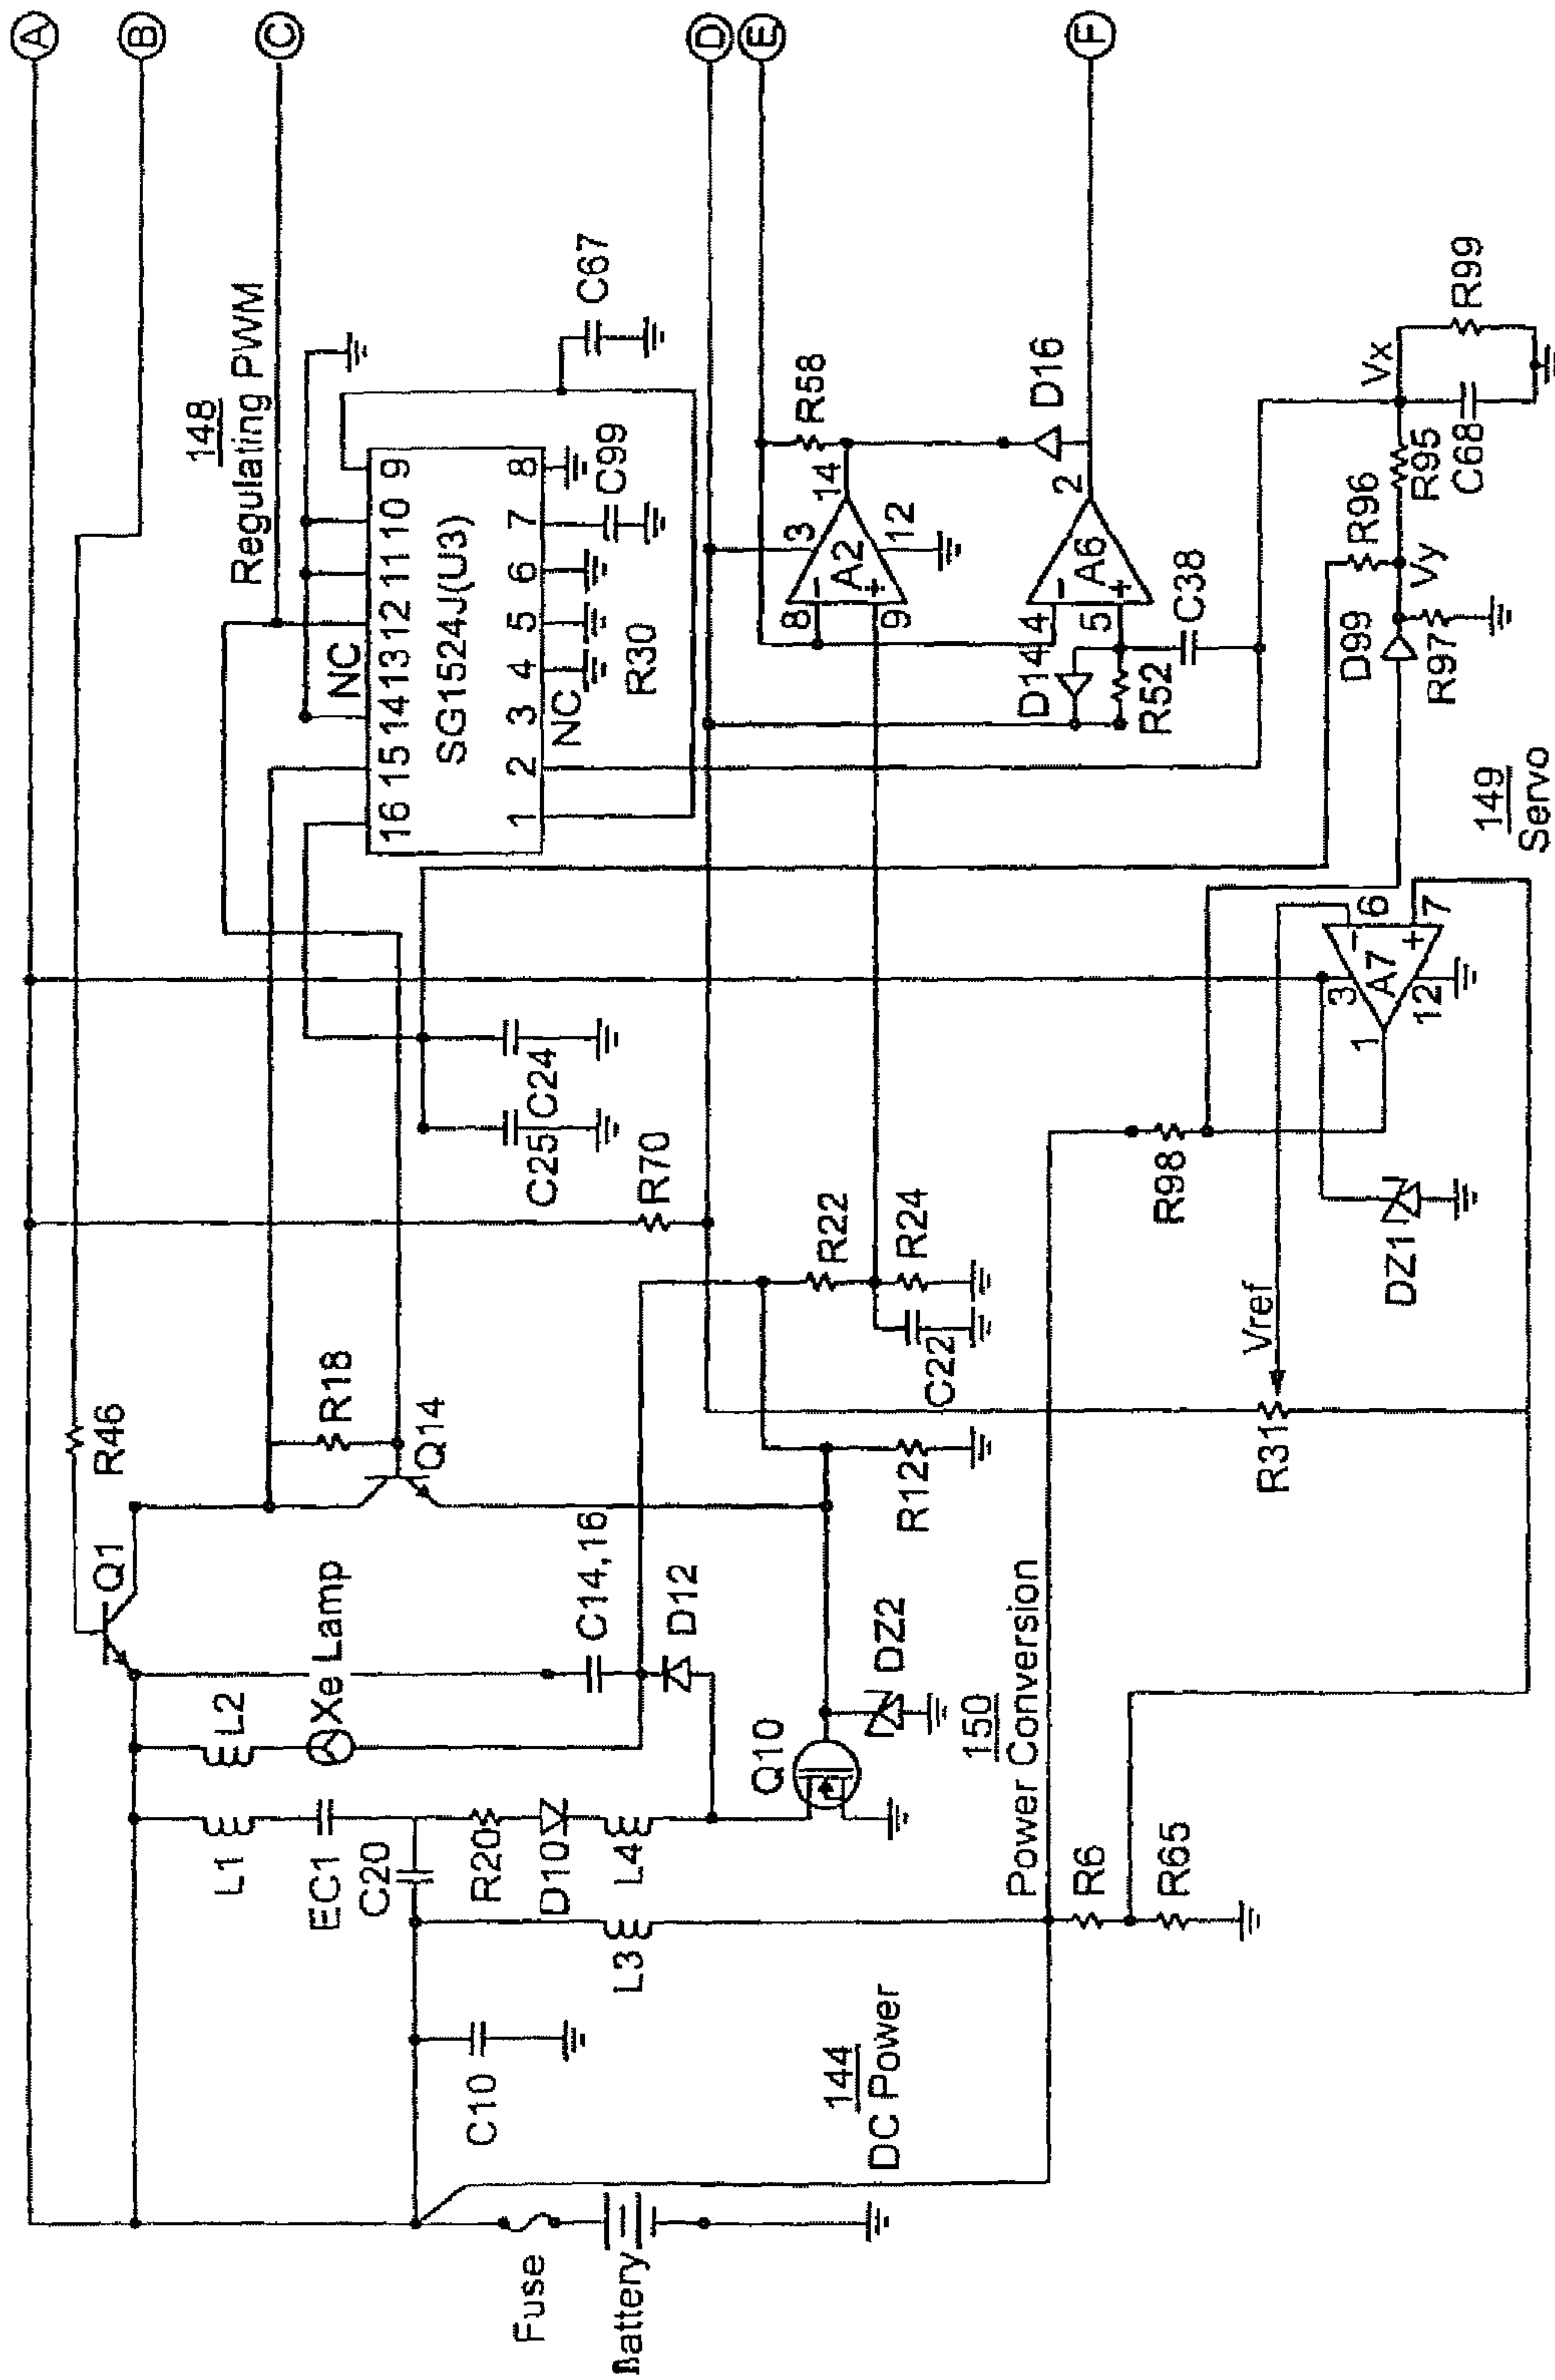 A
B
C
D
E
F
148
Regulating PWM
R46
Q1
R18
Q14
L2
Xe Lamp
C14,16
D12
L1
EC1
C20
R20
D10
L4
L3
C10
Q10
DZ2
R12
C22
R22
R24
R70
C25
C24
NC
16 15 14 13 12 11 10 9
SG1524J(U3)
1 2 3 4 5 6 7 8
NC
R30
C99
C67
R58
14
3
A2
12
8
9
D16
2
A6
4
5
D14
R52
C38
150
Power Conversion
144
DC Power
Fuse
Battery
R6
R65
R31
Vref
DZ1
R98
1
3
A7
12
6
7
149
Servo
D99
R97
Vy
R96
R95
C68
Vx
R99